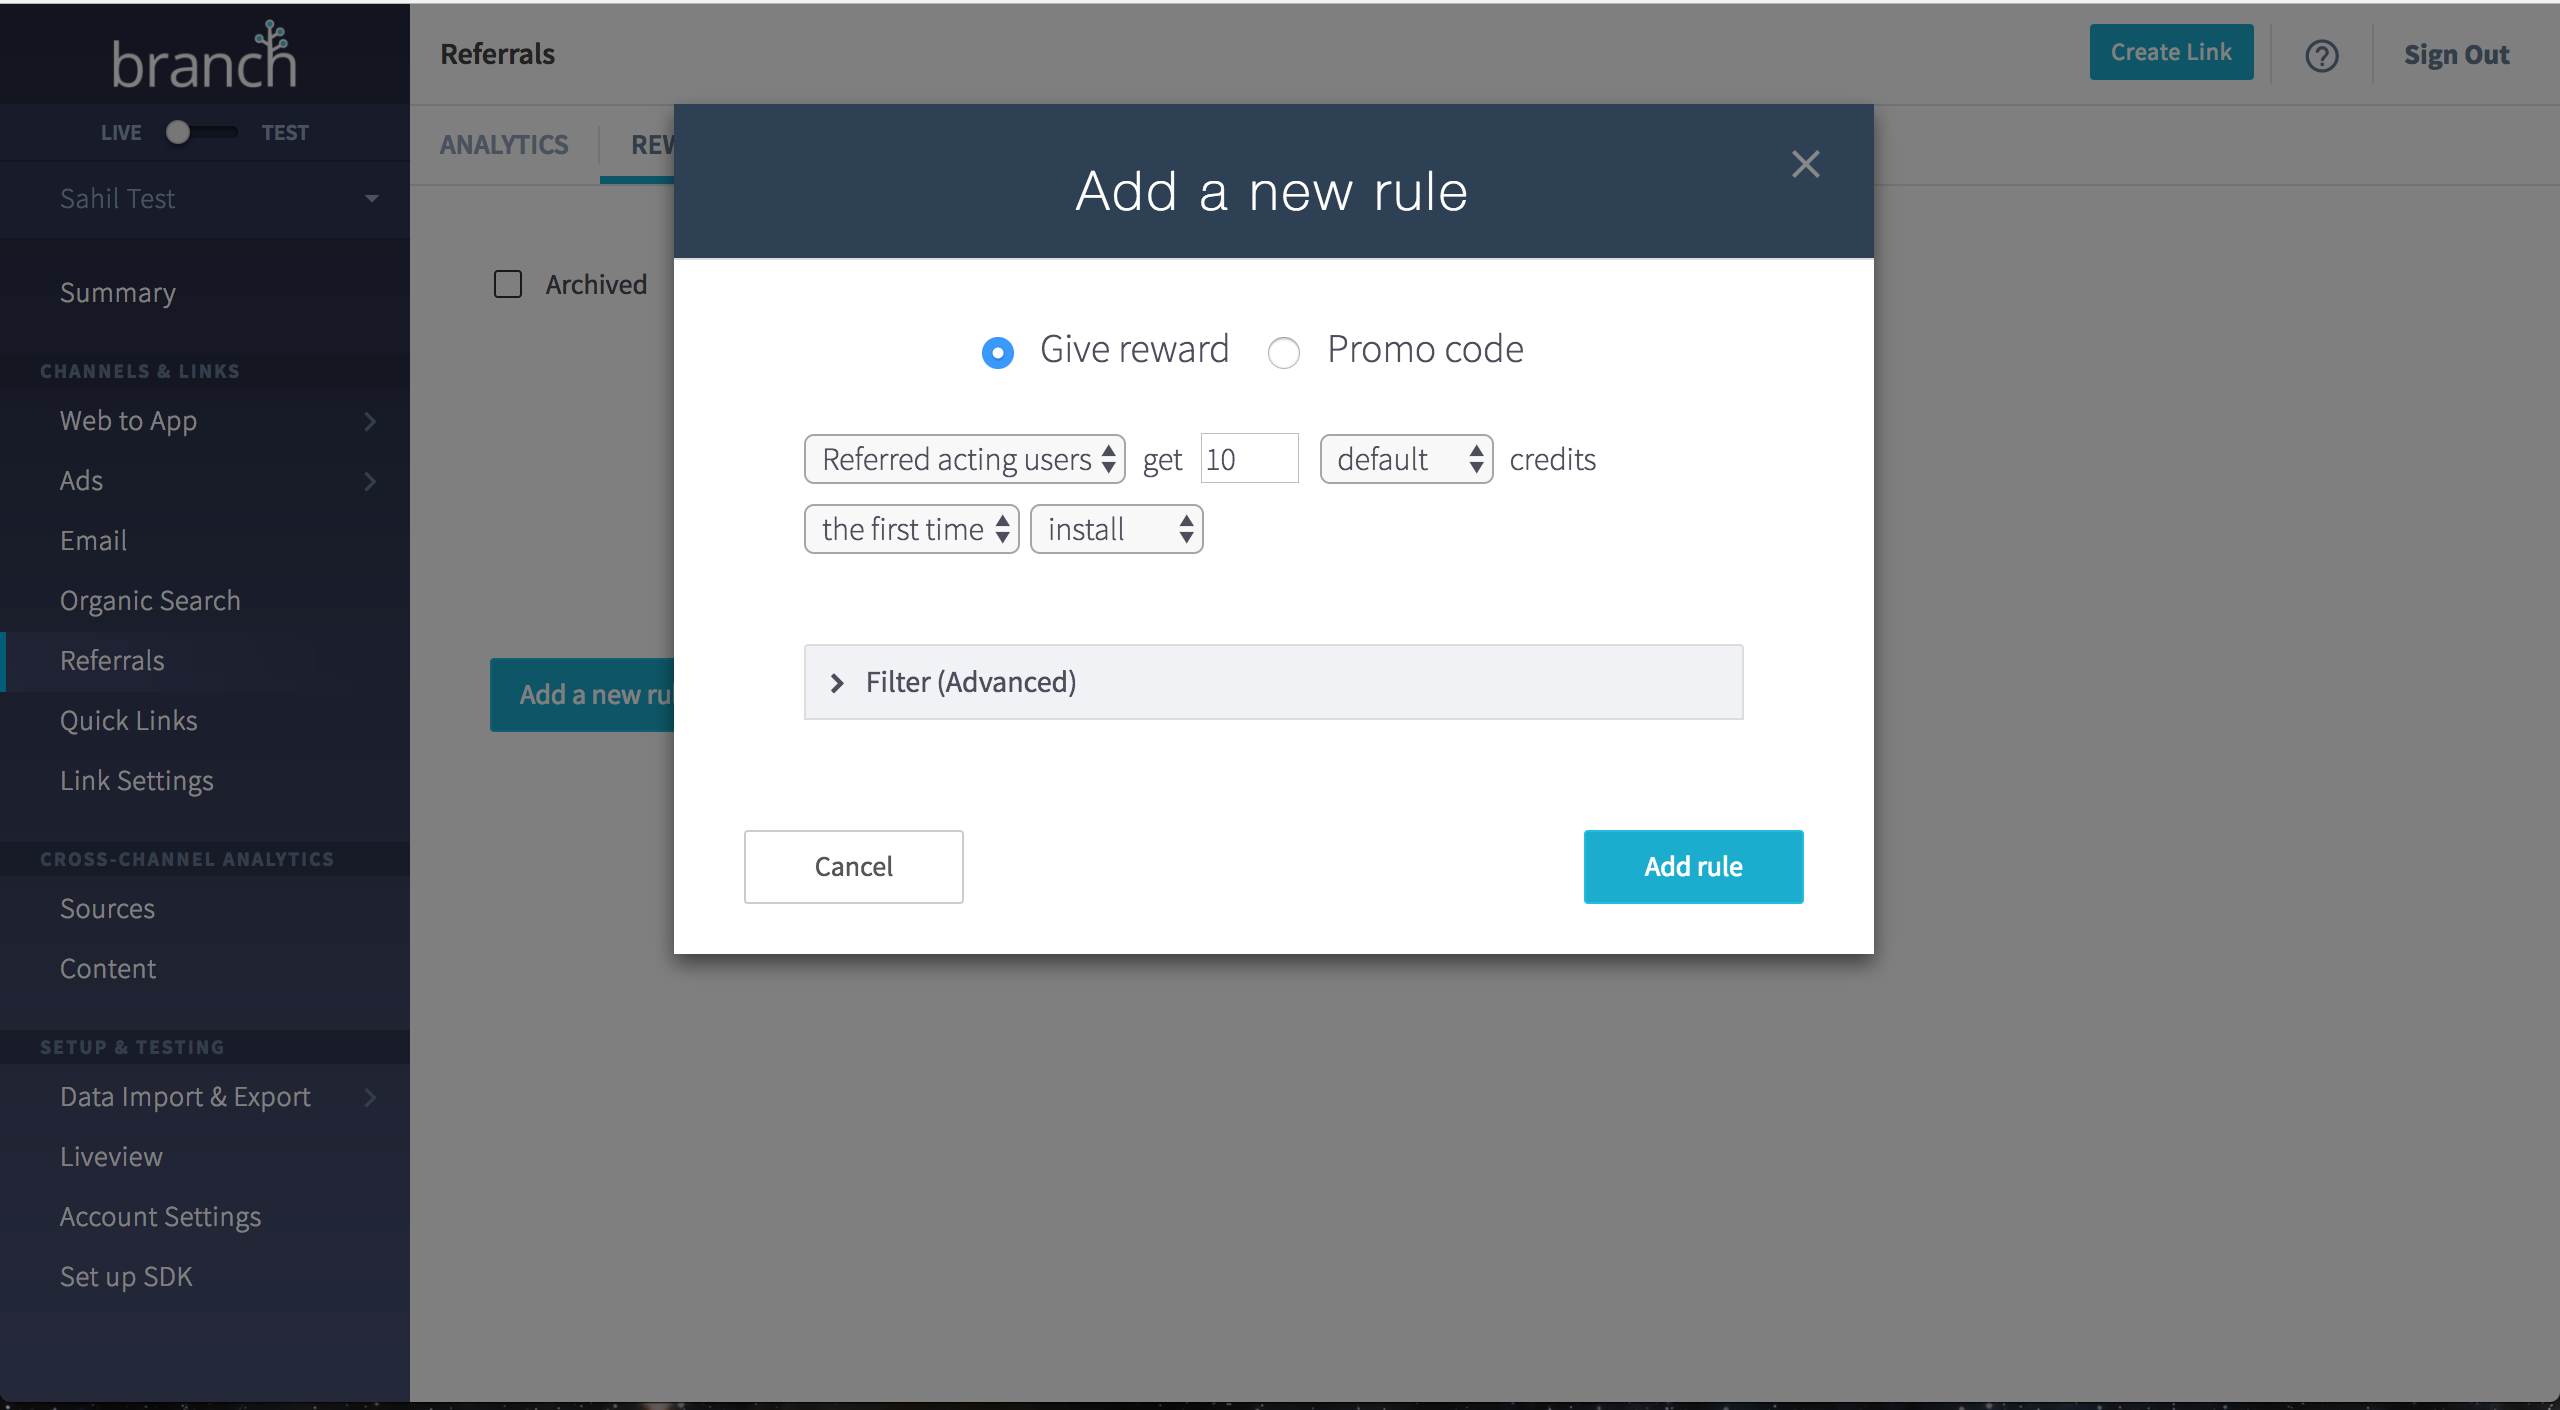 branch
LIVE TEST
Sahil Test
Summary
CHANNELS & LINKS
Web to App
Ads
Email
Organic Search
Referrals
Quick Links
Link Settings
CROSS-CHANNEL ANALYTICS
Sources
Content
SETUP & TESTING
Data Import & Export
Liveview
Account Settings
Set up SDK
Referrals
Create Link
Sign Out
ANALYTICS
Archived
Add a new
Add a new rule
Give reward Promo code
Referred acting users get 10 default credits
the first time install
Filter (Advanced)
Cancel Add rule